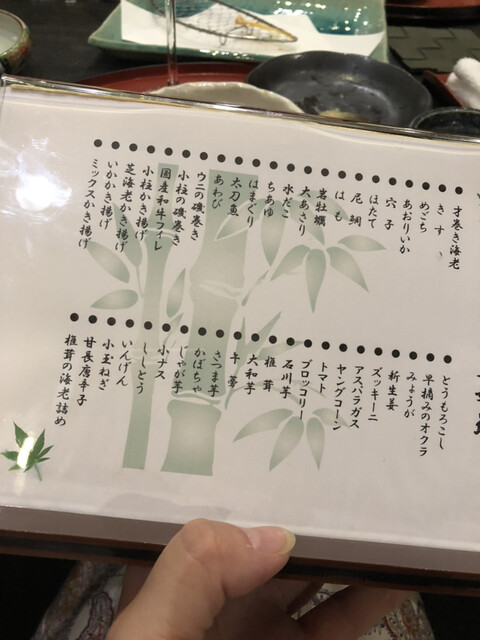 才巻き海老
きす
めごち
あおりいか
穴子
ほたて
尼鯛
はも
岩牡蠣
大あさり
水だこ
ちあゆ
はまぐり
太刀魚
あわび
ウニの磯巻き
小柱の磯巻き
国産和牛フィレ
小柱かき揚げ
芝海老かき揚げ
いかかき揚げ
ミックスかき揚げ
とうもろこし
早摘みのオクラ
みょうが
新生姜
ズッキーニ
アスパラガス
ヤングコーン
トマト
ブロッコリー
石川芋
椎茸
大和芋
牛蒡
さつま芋
かぼちゃ
じゃが芋
小ナス
ししとう
いんげん
小玉ねぎ
甘長唐辛子
椎茸の海老詰め